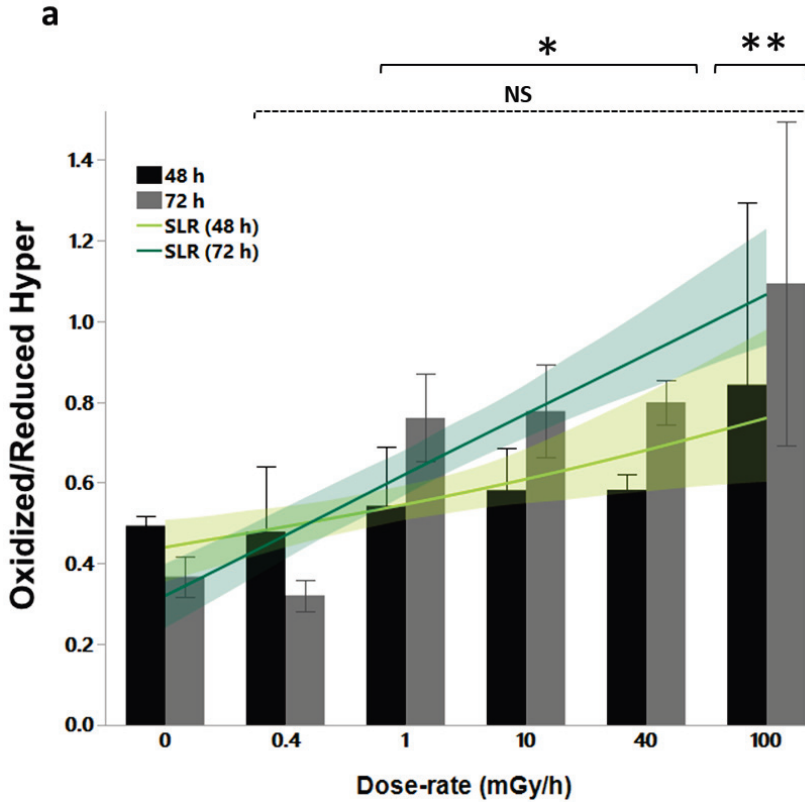 a
* **
NS
48 h
72 h
SLR (48 h)
SLR (72 h)
Oxidized/Reduced Hyper
1.4
1.2
1.0
0.8
0.6
0.4
0.2
0.0
0 0.4 1 10 40 100
Dose-rate (mGy/h)